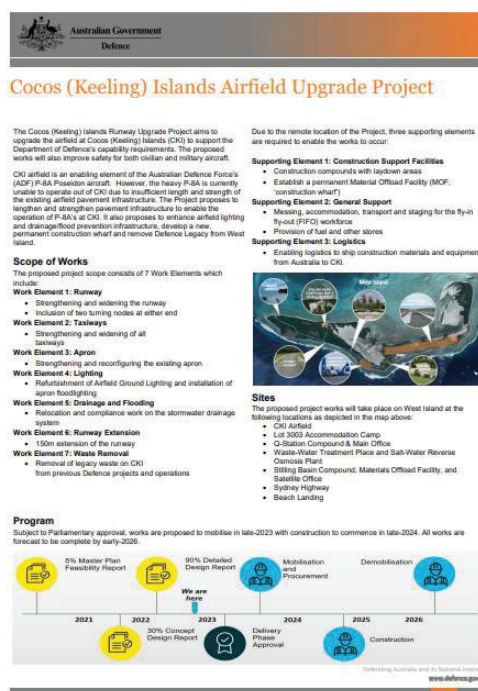 Australian Government
Defence
Cocos (Keeling) Islands Airfield Upgrade Project
The Cocos (Keeling) Islands Runway Upgrade Project aims to
upgrade the airfield at Cocos (Keeling) Islands (CKI) to support the
Department of Defence's capability requirements. The proposed
works will also improve safety for both civilian and military aircraft.
CKI airfield is an enabling element of the Australian Defence Force's
(ADF) P-8A Poseidon aircraft. However, the heavy P-8A is currently
unable to operate out of CKI due to insufficient length and strength of
the existing airfield pavement infrastructure. The Project proposes to
lengthen and strengthen pavement infrastructure to enable the
operation of P-8A's at CKI. It also proposes to enhance airfield lighting
and drainage/flood prevention infrastructure, develop a new,
permanent construction wharf and remove Defence Legacy from West
Island.
Scope of Works
The proposed project scope consists of 7 Work Elements which
include:
Work Element 1: Runway
• Strengthening and widening the runway
• Inclusion of two turning nodes at either end
Work Element 2: Taxiways
• Strengthening and widening of all
taxiways
Work Element 3: Apron
• Strengthening and reconfiguring the existing apron
Work Element 4: Lighting
• Refurbishment of Airfield Ground Lighting and installation of
apron floodlighting
Work Element 5: Drainage and Flooding
• Relocation and compliance work on the stormwater drainage
system
Work Element 6: Runway Extension
• 150m extension of the runway
Work Element 7: Waste Removal
• Removal of legacy waste on CKI
from previous Defence projects and operations
Due to the remote location of the Project, three supporting elements
are required to enable the works to occur:
Supporting Element 1: Construction Support Facilities
• Construction compounds with laydown areas
• Establish a permanent Material Offload Facility (MOF,
'construction wharf')
Supporting Element 2: General Support
• Messing, accommodation, transport and staging for the fly-in
fly-out (FIFO) workforce
• Provision of fuel and other stores
Supporting Element 3: Logistics
• Enabling logistics to ship construction materials and equipmen
from Australia to CKI.
West Island
Sites
The proposed project works will take place on West Island at the
following locations as depicted in the map above:
• CKI Airfield
• Lot 3003 Accommodation Camp
• Q-Station Compound & Main Office
• Waste-Water Treatment Place and Salt-Water Reverse
Osmosis Plant
• Stilling Basin Compound, Materials Offload Facility, and
Satellite Office
• Sydney Highway
• Beach Landing
Program
Subject to Parliamentary approval, works are proposed to mobilise in late-2023 with construction to commence in late-2024. All works are
forecast to be complete by early-2026.
5% Master Plan
Feasibility Report
90% Detailed
Design Report
Mobilisation
and
Procurement
Demobilisation
We are
here
2021 2022 2023 2024 2025 2026
30% Concept
Design Report
Delivery
Phase
Approval
Construction
Defending Australia and its National Intere
www.defence.gov